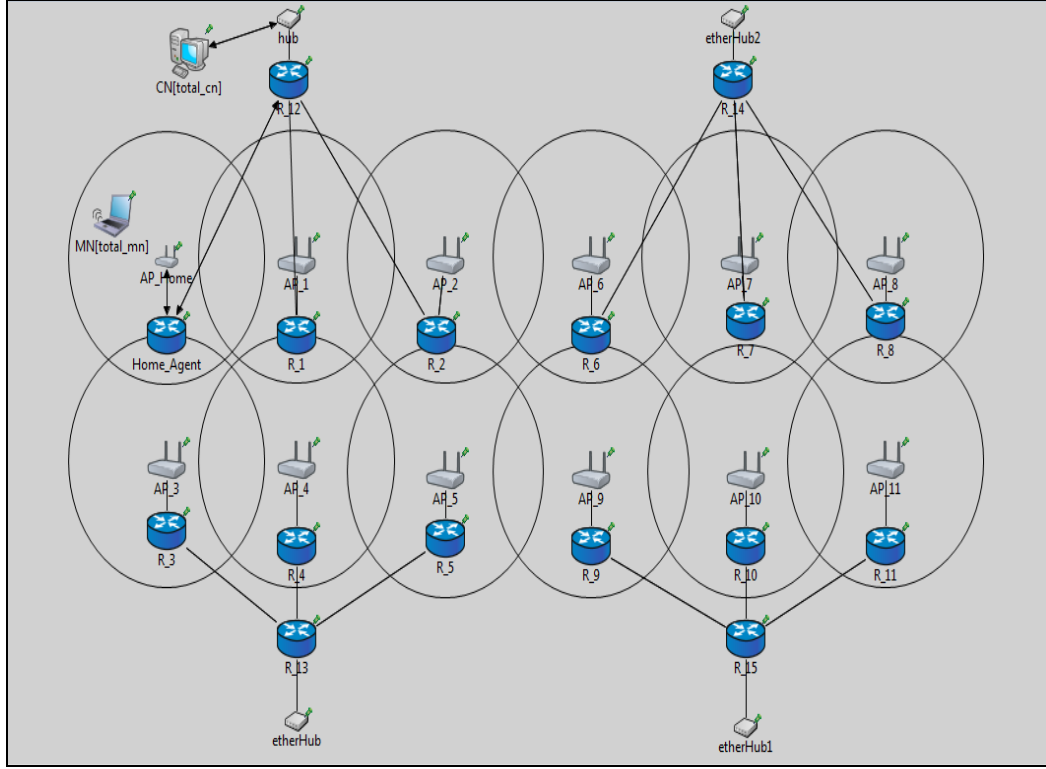 hub
etherHub2
CN[total_cn]
R_12
R_14
MN[total_mn]
AP_Home
AP_1
AP_2
AP_6
AP_7
AP_8
Home_Agent
R_1
R_2
R_6
R_7
R_8
AP_3
AP_4
AP_5
AP_9
AP_10
AP_11
R_3
R_4
R_5
R_9
R_10
R_11
R_13
R_15
etherHub
etherHub1